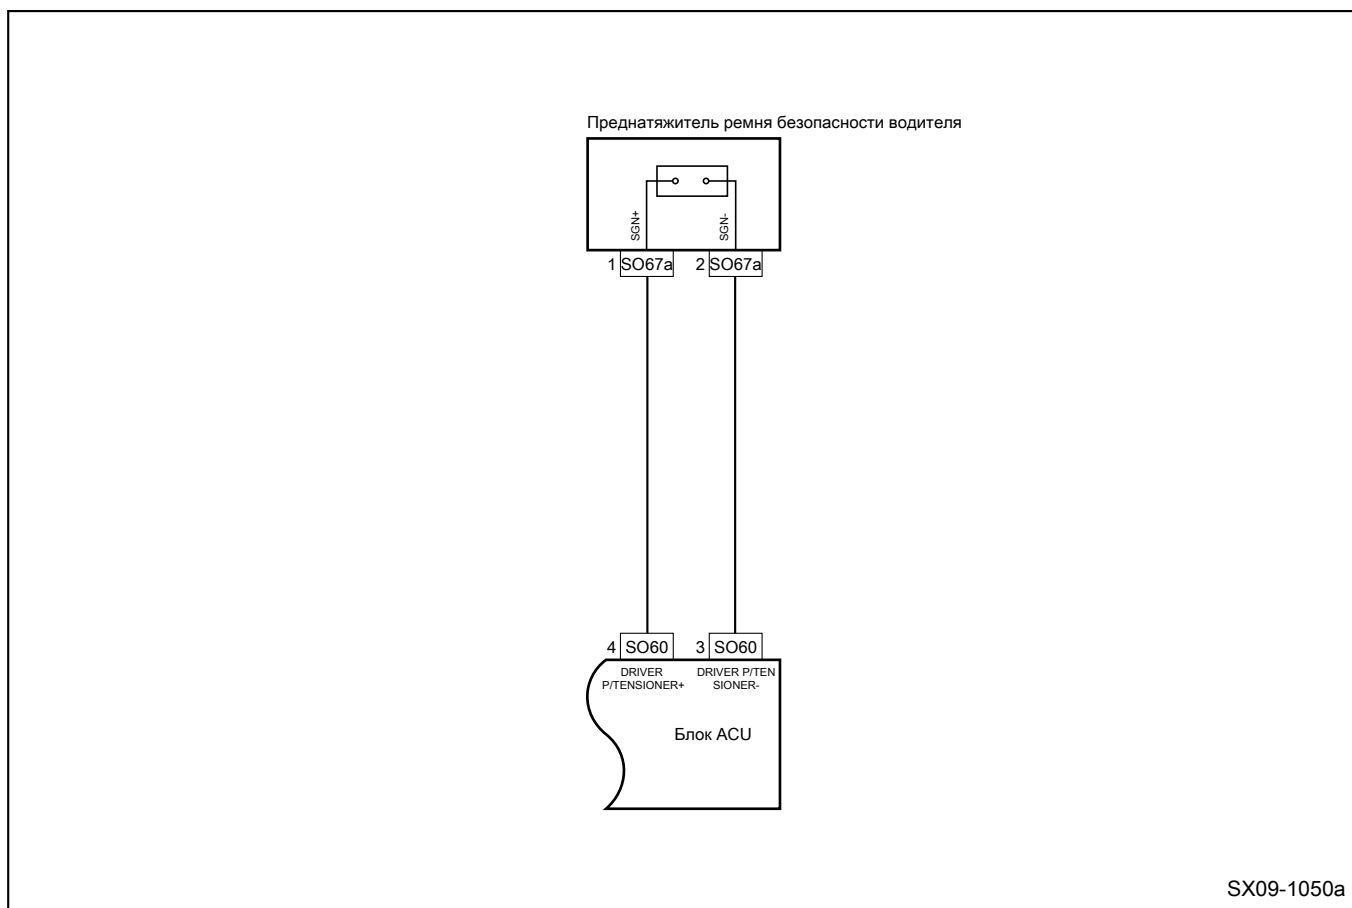 Преднатяжитель ремня безопасности водителя
SGN+ SGN-
1 SO67a 2 SO67a
4 SO60 3 SO60
DRIVER DRIVER P/TEN
P/TENSIONER+ SIONER-
Блок ACU
SX09-1050a